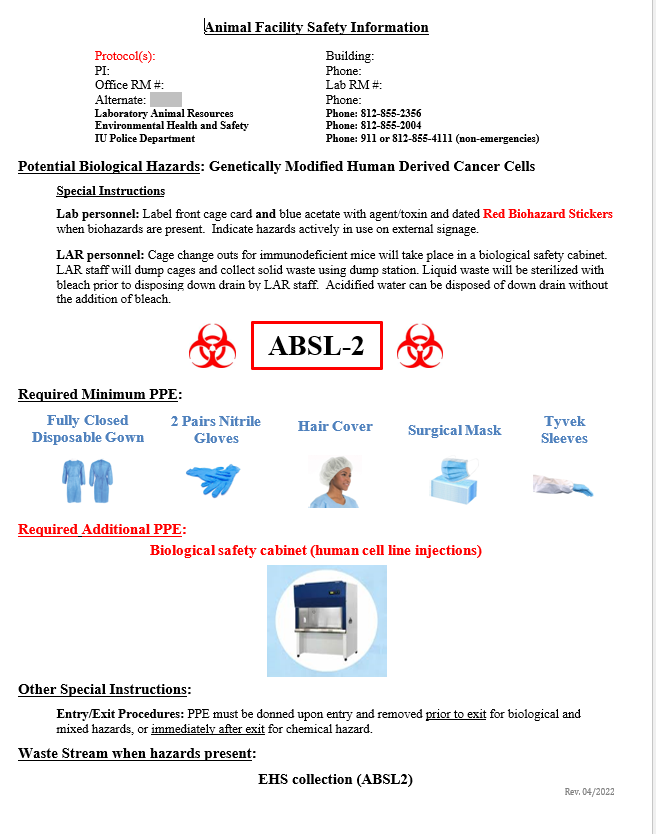 Animal Facility Safety Information
Protocol(s):
Building:
PI:
Phone:
Office RM #:
Lab RM #:
Alternate:
Phone:
Laboratory Animal Resources
Phone: 812-855-2356
Environmental Health and Safety
Phone: 812-855-2004
IU Police Department
Phone: 911 or 812-855-4111 (non-emergencies)
Potential Biological Hazards: Genetically Modified Human Derived Cancer Cells
Special Instructions
Lab personnel: Label front cage card and blue acetate with agent/toxin and dated Red Biohazard Stickers
when biohazards are present. Indicate hazards actively in use on external signage.
LAR personnel: Cage change outs for immunodeficient mice will take place in a biological safety cabinet.
LAR staff will dump cages and collect solid waste using dump station. Liquid waste will be sterilized with
bleach prior to disposing down drain by LAR staff. Acidified water can be disposed of down drain without
the addition of bleach.
ABSL-2
Required Minimum PPE:
Fully Closed
Disposable Gown
2 Pairs Nitrile
Gloves
Hair Cover
Surgical Mask
Tyvek
Sleeves
Required Additional PPE:
Biological safety cabinet (human cell line injections)
Other Special Instructions:
Entry/Exit Procedures: PPE must be donned upon entry and removed prior to exit for biological and
mixed hazards, or immediately after exit for chemical hazard.
Waste Stream when hazards present:
EHS collection (ABSL2)
Rev. 04/2022